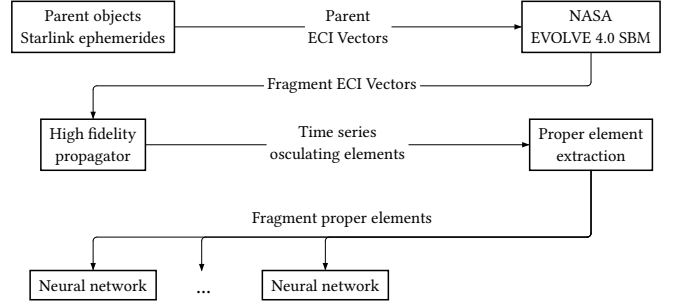 Parent objects
Starlink ephemerides
Parent
ECI Vectors
NASA
EVOLVE 4.0 SBM
Fragment ECI Vectors
High fidelity
propagator
Time series
osculating elements
Proper element
extraction
Fragment proper elements
Neural network
...
Neural network